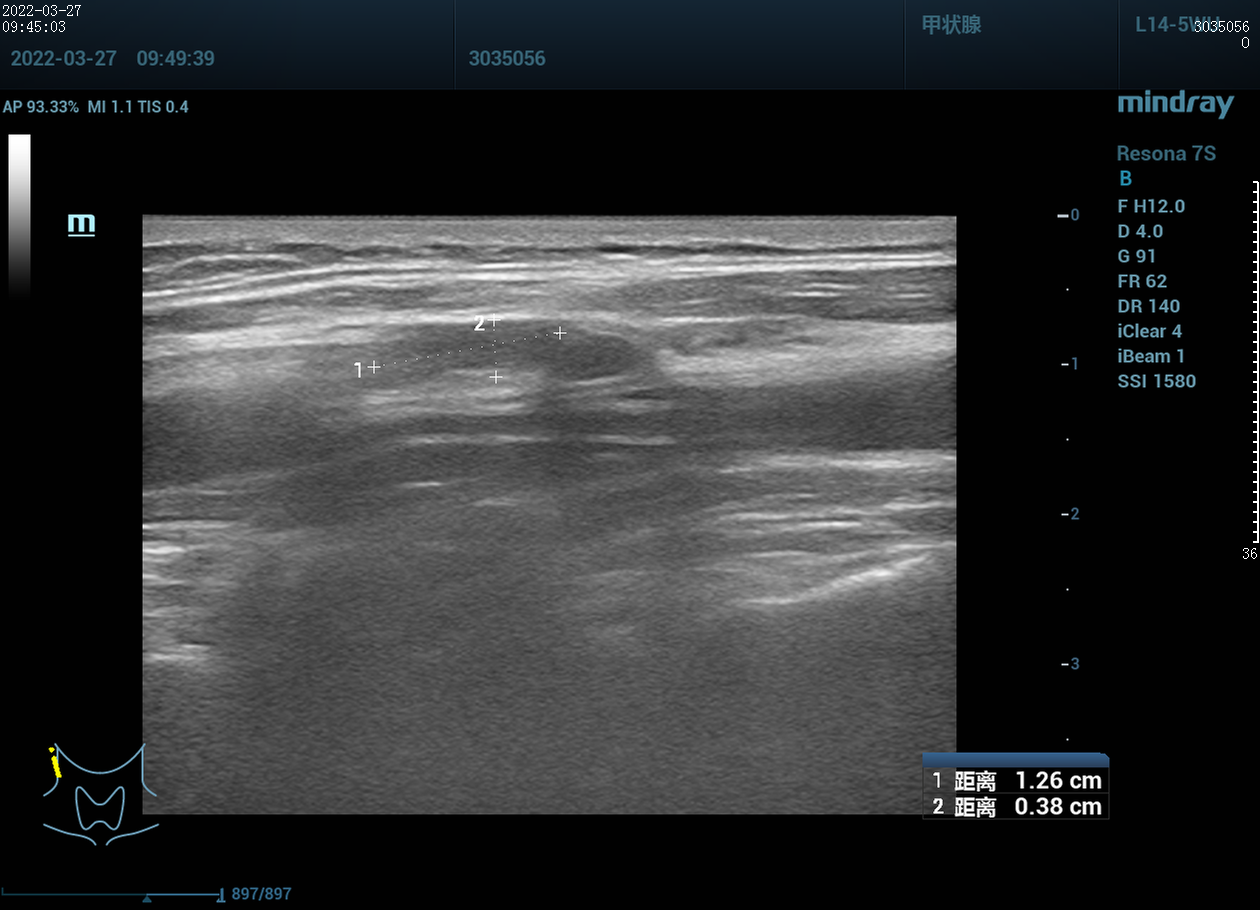 2022-03-27
09:45:03
甲状腺
3035056
0
2022-03-27 09:49:39
3035056
AP 93.33% MI 1.1 TIS 0.4
mindray
Resona 7S
B
F H12.0
D 4.0
G 91
FR 62
DR 140
iClear 4
iBeam 1
SSI 1580
m
0
1
2
3
2
1
36
1 距离 1.26 cm
2 距离 0.38 cm
897/897